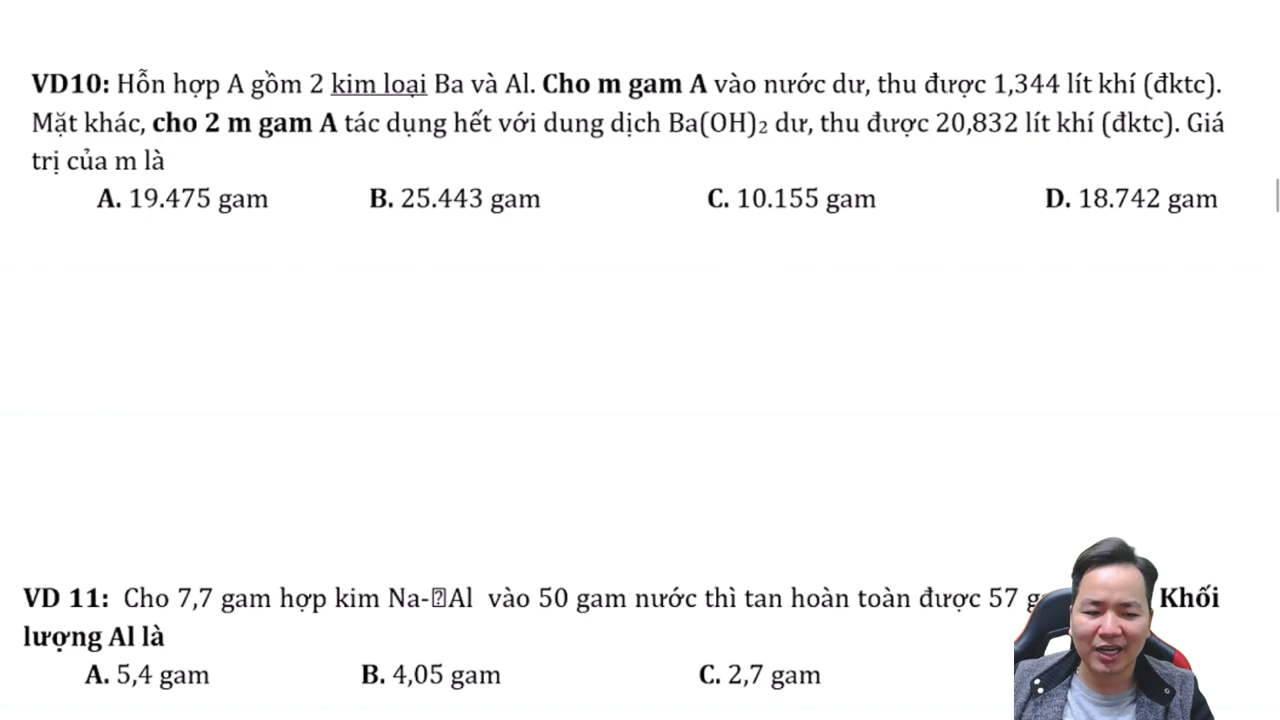 VD10: Hỗn hợp A gồm 2 kim loại Ba và Al. Cho m gam A vào nước dư, thu được 1,344 lít khí (đktc).
Mặt khác, cho 2 m gam A tác dụng hết với dung dịch Ba(OH)₂ dư, thu được 20,832 lít khí (đktc). Giá
trị của m là
A. 19.475 gam B. 25.443 gam C. 10.155 gam D. 18.742 gam
VD 11: Cho 7,7 gam hợp kim Na-⍰Al vào 50 gam nước thì tan hoàn toàn được 57 Khối
lượng Al là
A. 5,4 gam B. 4,05 gam C. 2,7 gam